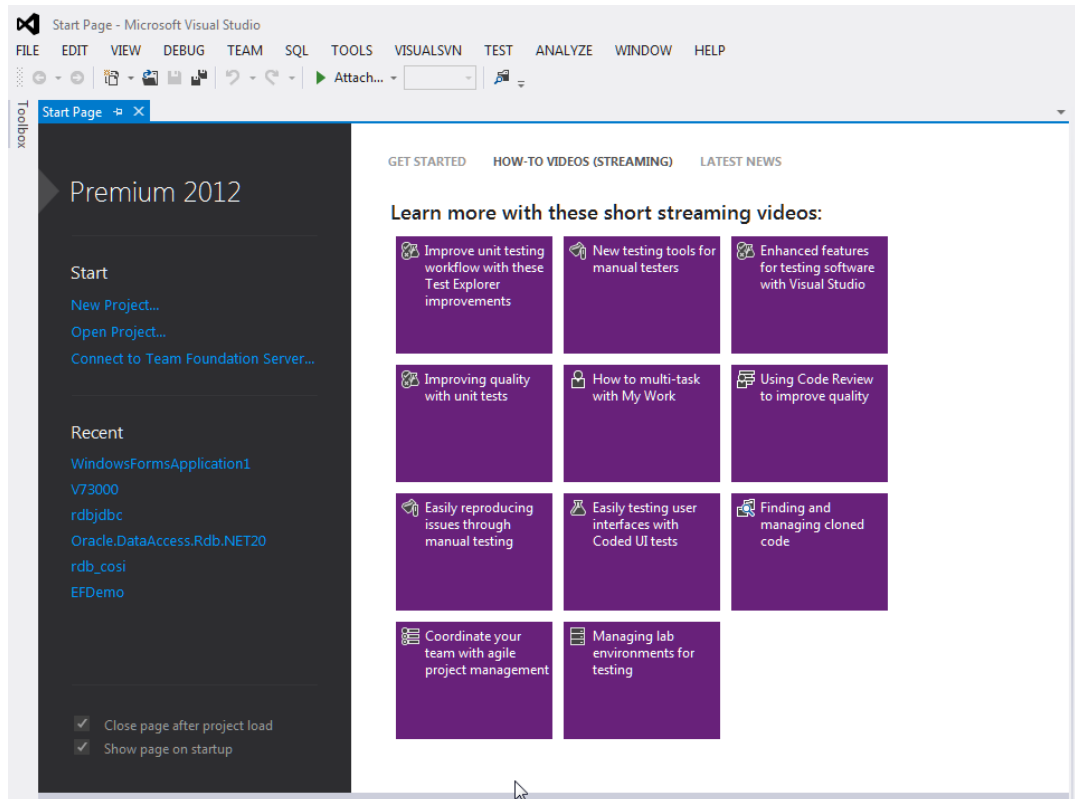 Start Page - Microsoft Visual Studio
FILE EDIT VIEW DEBUG TEAM SQL TOOLS VISUALSVN TEST ANALYZE WINDOW HELP
Attach...
Toolbox
Start Page
Premium 2012
Start
New Project...
Open Project...
Connect to Team Foundation Server...
Recent
WindowsFormsApplication1
V73000
rdbjdbc
Oracle.DataAccess.Rdb.NET20
rdb_cosi
EFDemo
Close page after project load
Show page on startup
GET STARTED HOW-TO VIDEOS (STREAMING) LATEST NEWS
Learn more with these short streaming videos:
Improve unit testing
workflow with these
Test Explorer
improvements
New testing tools for
manual testers
Enhanced features
for testing software
with Visual Studio
Improving quality
with unit tests
How to multi-task
with My Work
Using Code Review
to improve quality
Easily reproducing
issues through
manual testing
Easily testing user
interfaces with
Coded UI tests
Finding and
managing cloned
code
Coordinate your
team with agile
project management
Managing lab
environments for
testing